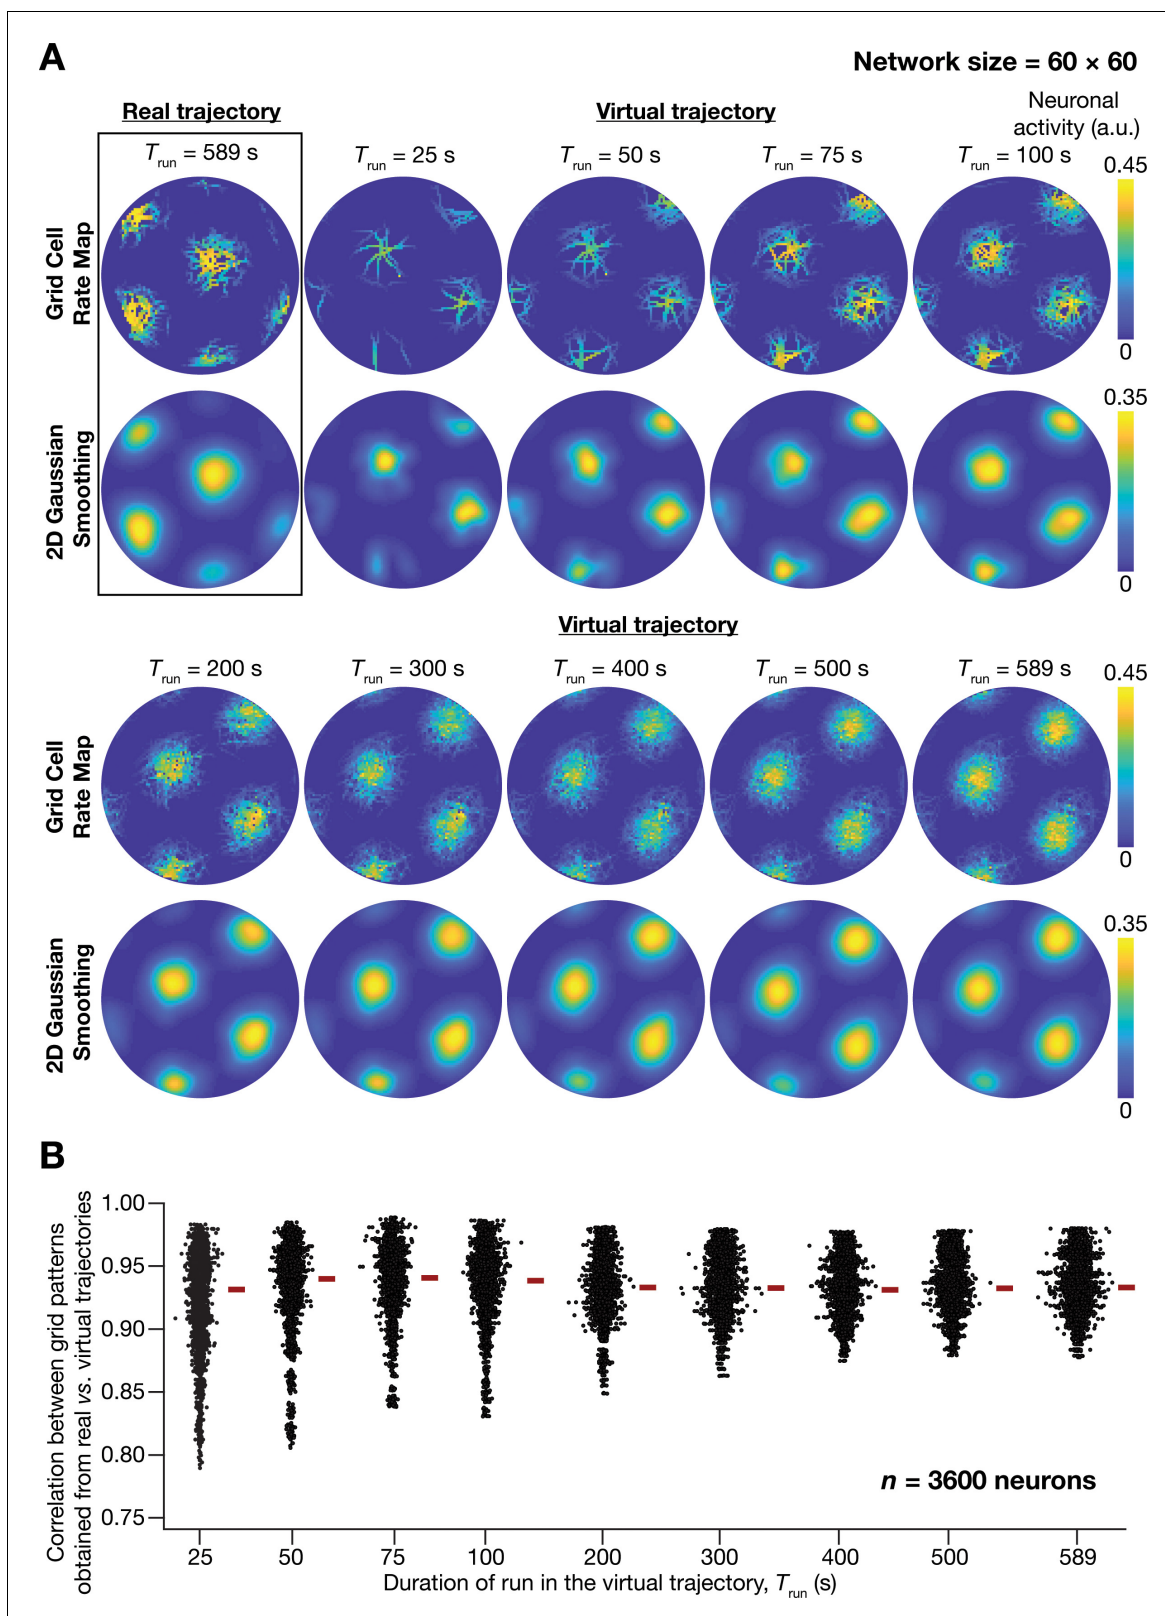 A
Network size = 60 × 60
Real trajectory
Virtual trajectory
Neuronal
activity (a.u.)
T run = 589 s
T run = 25 s
T run = 50 s
T run = 75 s
T run = 100 s
0.45
Grid Cell
Rate Map
0
0.35
2D Gaussian
Smoothing
0
Virtual trajectory
T run = 200 s
T run = 300 s
T run = 400 s
T run = 500 s
T run = 589 s
0.45
Grid Cell
Rate Map
0
0.35
2D Gaussian
Smoothing
0
B
Correlation between grid patterns
obtained from real vs. virtual trajectories
1.00
0.95
0.90
0.85
0.80
0.75
n = 3600 neurons
25 50 75 100 200 300 400 500 589
Duration of run in the virtual trajectory, T run (s)